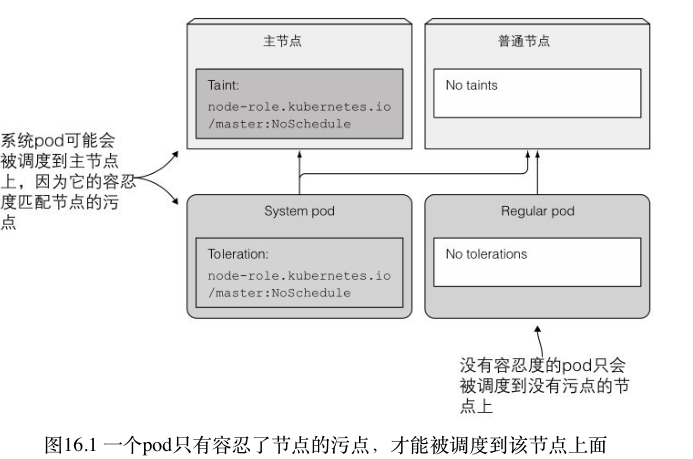 主节点
Taint:
node-role.kubernetes.io
/master:NoSchedule
普通节点
No taints
系统pod可能会
被调度到主节点
上，因为它的容忍
度匹配节点的污
点
System pod
Toleration:
node-role.kubernetes.io
/master:NoSchedule
Regular pod
No tolerations
没有容忍度的pod只会
被调度到没有污点的节
点上
图16.1 一个pod只有容忍了节点的污点，才能被调度到该节点上面